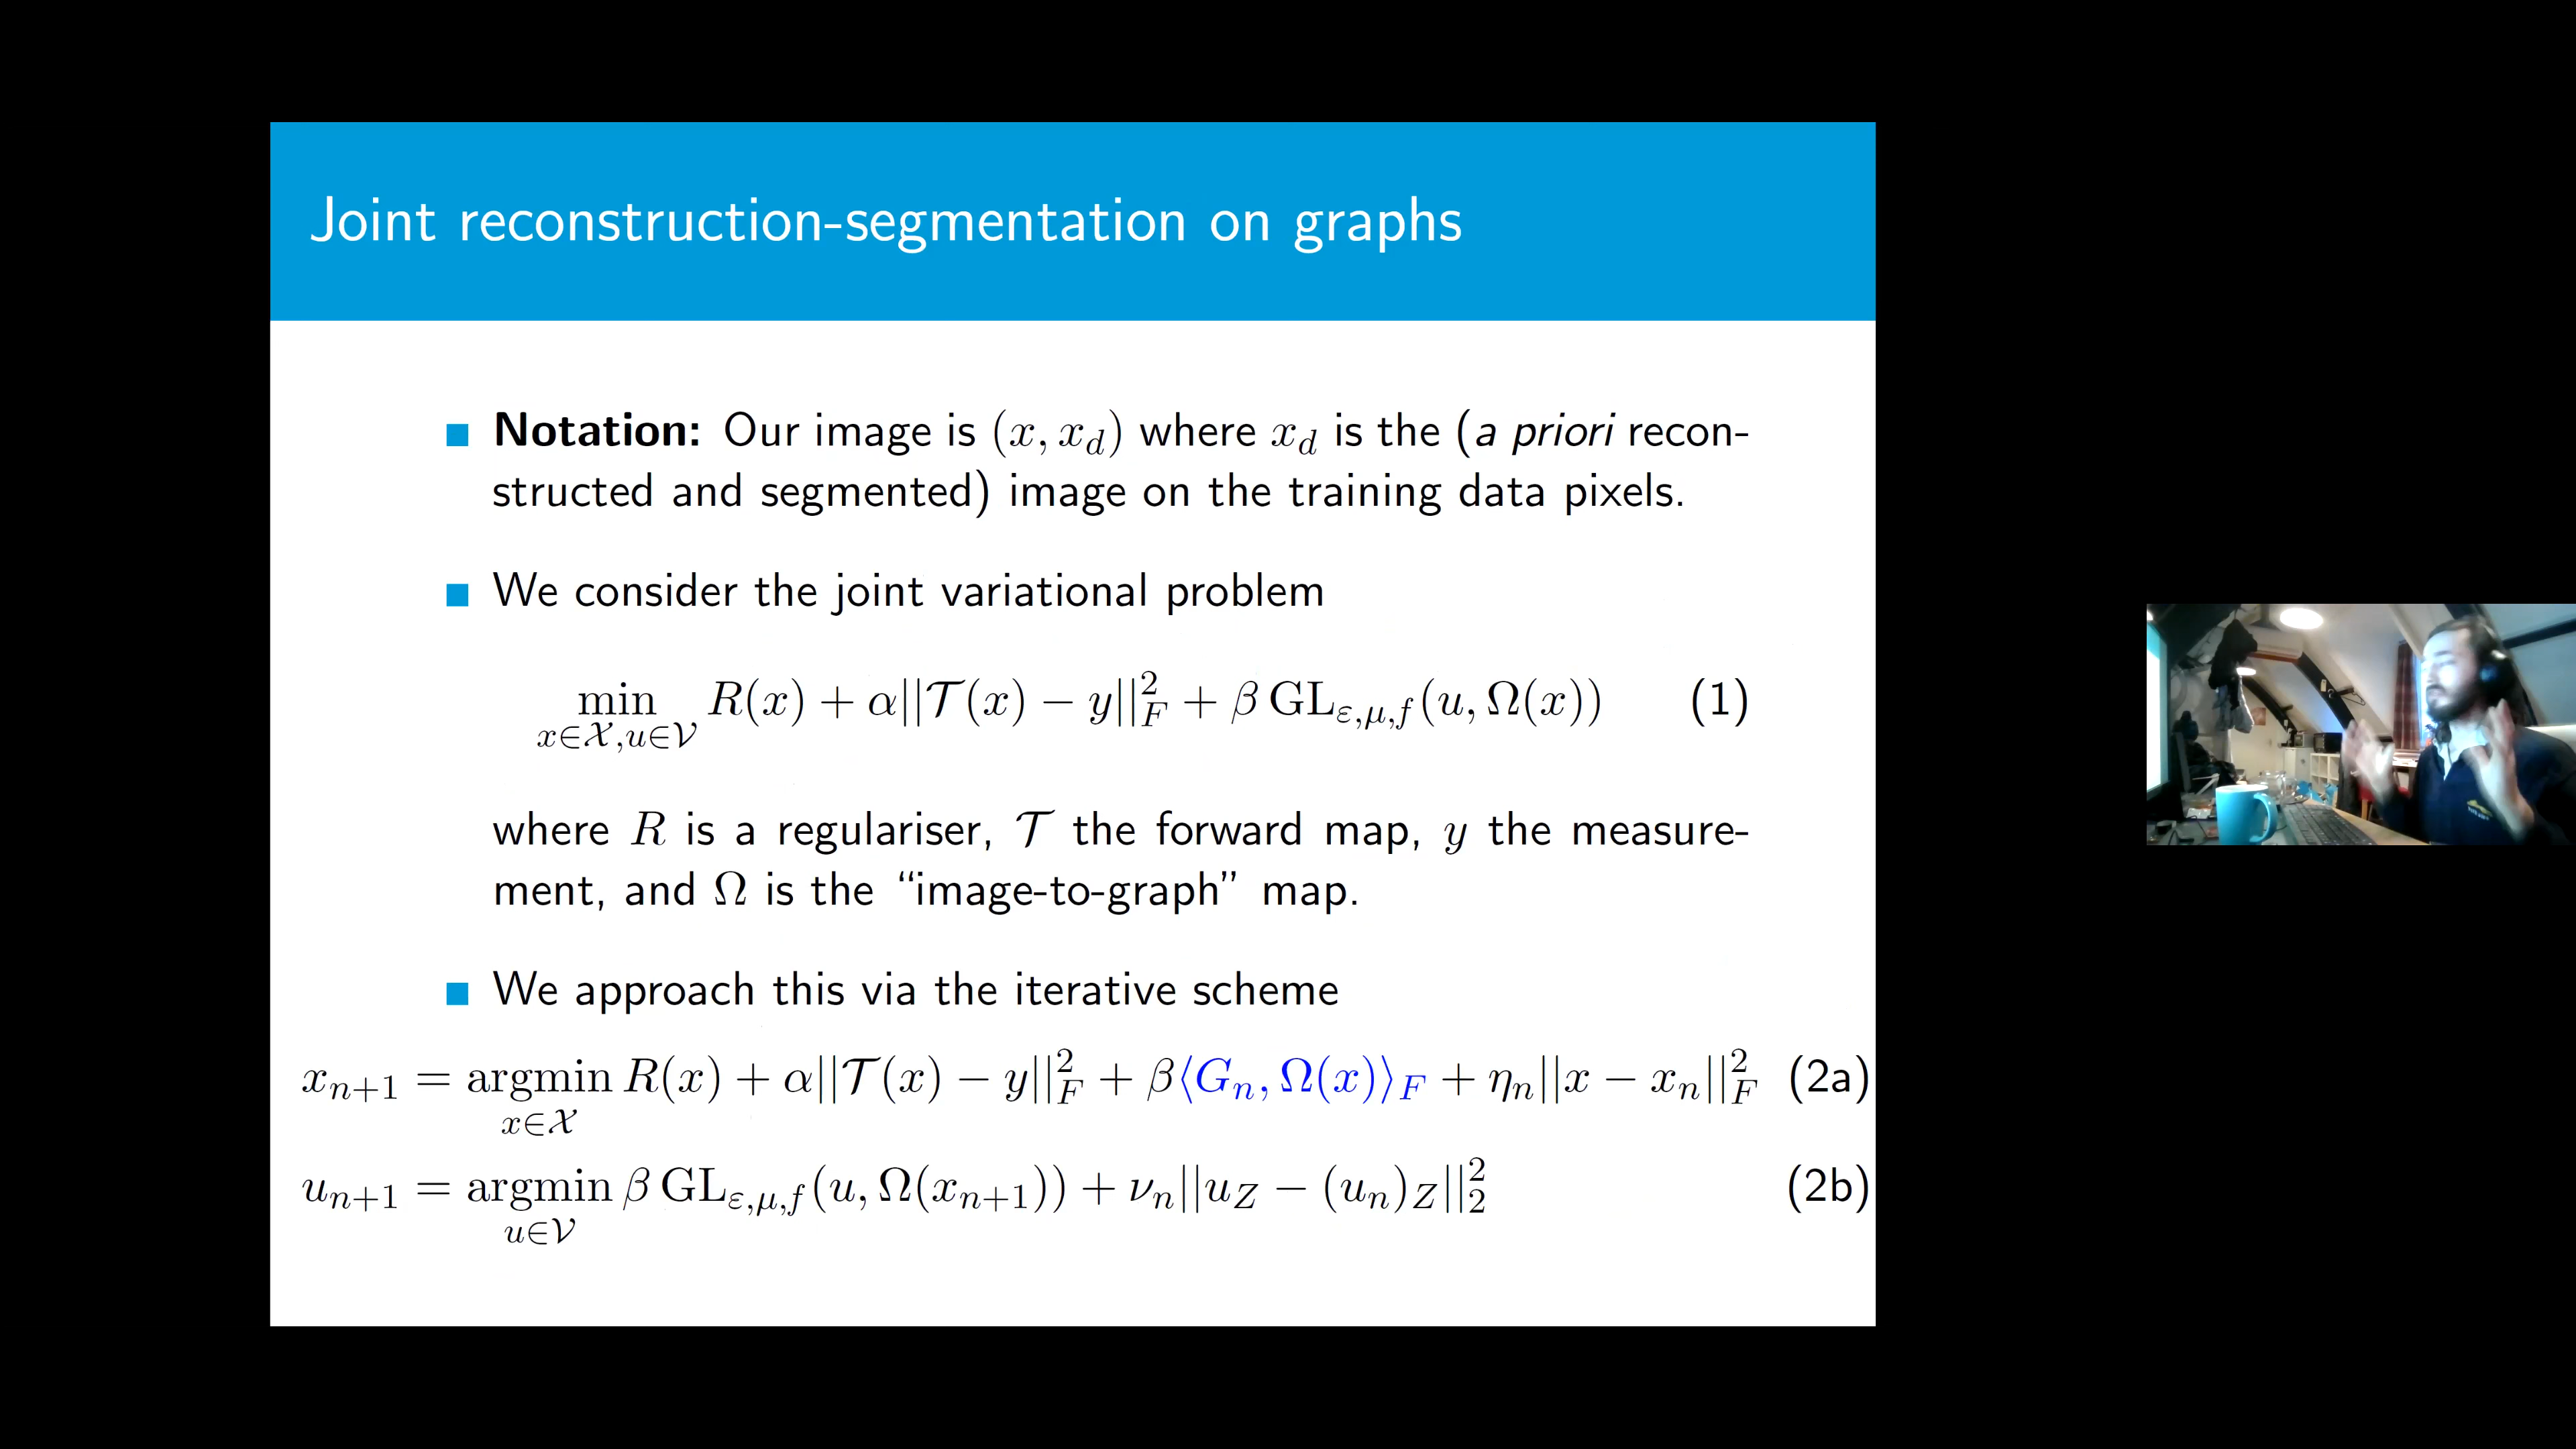 Joint reconstruction-segmentation on graphs
Notation: Our image is (x, x_d) where x_d is the (a priori recon-
structed and segmented) image on the training data pixels.
We consider the joint variational problem
min_{x∈𝒳,u∈𝒱} R(x) + α||𝒯(x) − y||²_F + β GL_{ε,μ,f}(u, Ω(x)) (1)
where R is a regulariser, 𝒯 the forward map, y the measure-
ment, and Ω is the “image-to-graph” map.
We approach this via the iterative scheme
x_{n+1} = argmin_{x∈𝒳} R(x) + α||𝒯(x) − y||²_F + β⟨G_n, Ω(x)⟩_F + η_n||x − x_n||²_F (2a)
u_{n+1} = argmin_{u∈𝒱} β GL_{ε,μ,f}(u, Ω(x_{n+1})) + ν_n||u_Z − (u_n)_Z||²_2 (2b)